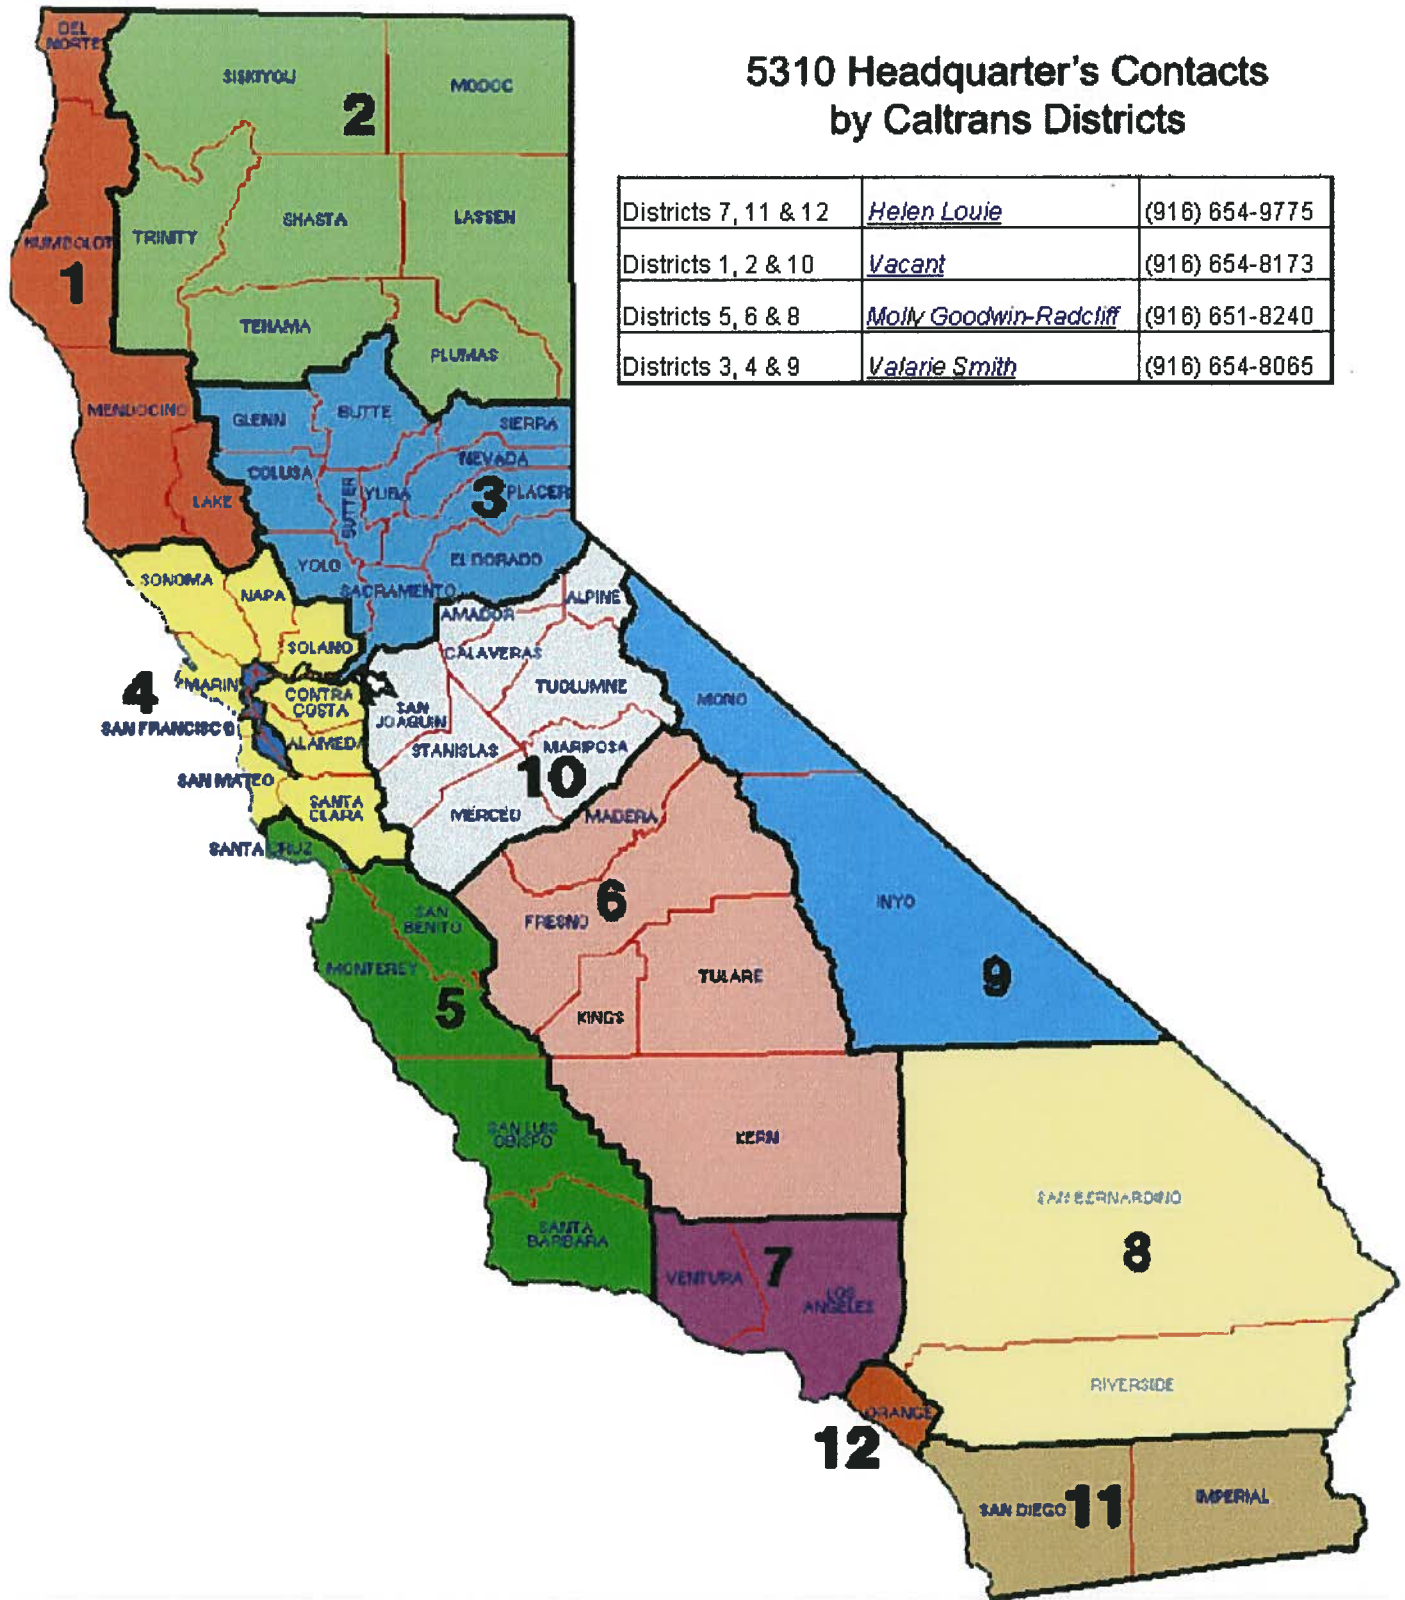 5310 Headquarter's Contacts
by Caltrans Districts
Districts 7, 11 & 12 Helen Louie (916) 654-9775
Districts 1, 2 & 10 Vacant (916) 654-8173
Districts 5, 6 & 8 Molly Goodwin-Radcliff (916) 651-8240
Districts 3, 4 & 9 Valarie Smith (916) 654-8065
DEL
NORTE
SISKIYOU
MODOC
2
HUMBOLDT
TRINITY
SHASTA
LASSEN
1
TEHAMA
PLUMAS
MENDOCINO
GLENN
BUTTE
SIERRA
COLUSA
NEVADA
LAKE
SUTTER
YUBA
3
PLACER
YOLO
EL DORADO
SONOMA
NAPA
SACRAMENTO
ALPINE
AMADOR
SOLANO
CALAVERAS
4
MARIN
CONTRA
COSTA
SAN
JOAQUIN
TUOLUMNE
MONO
SAN FRANCISCO
ALAMEDA
STANISLAS
MARIPOSA
10
SAN MATEO
SANTA
CLARA
MERCED
MADERA
SANTA CRUZ
6
INYO
SAN
BENITO
FRESNO
MONTEREY
TULARE
9
5
KINGS
SAN LUIS
OBISPO
KERN
SAN BERNARDINO
SANTA
BARBARA
8
7
VENTURA
LOS
ANGELES
RIVERSIDE
ORANGE
12
SAN DIEGO
11
IMPERIAL